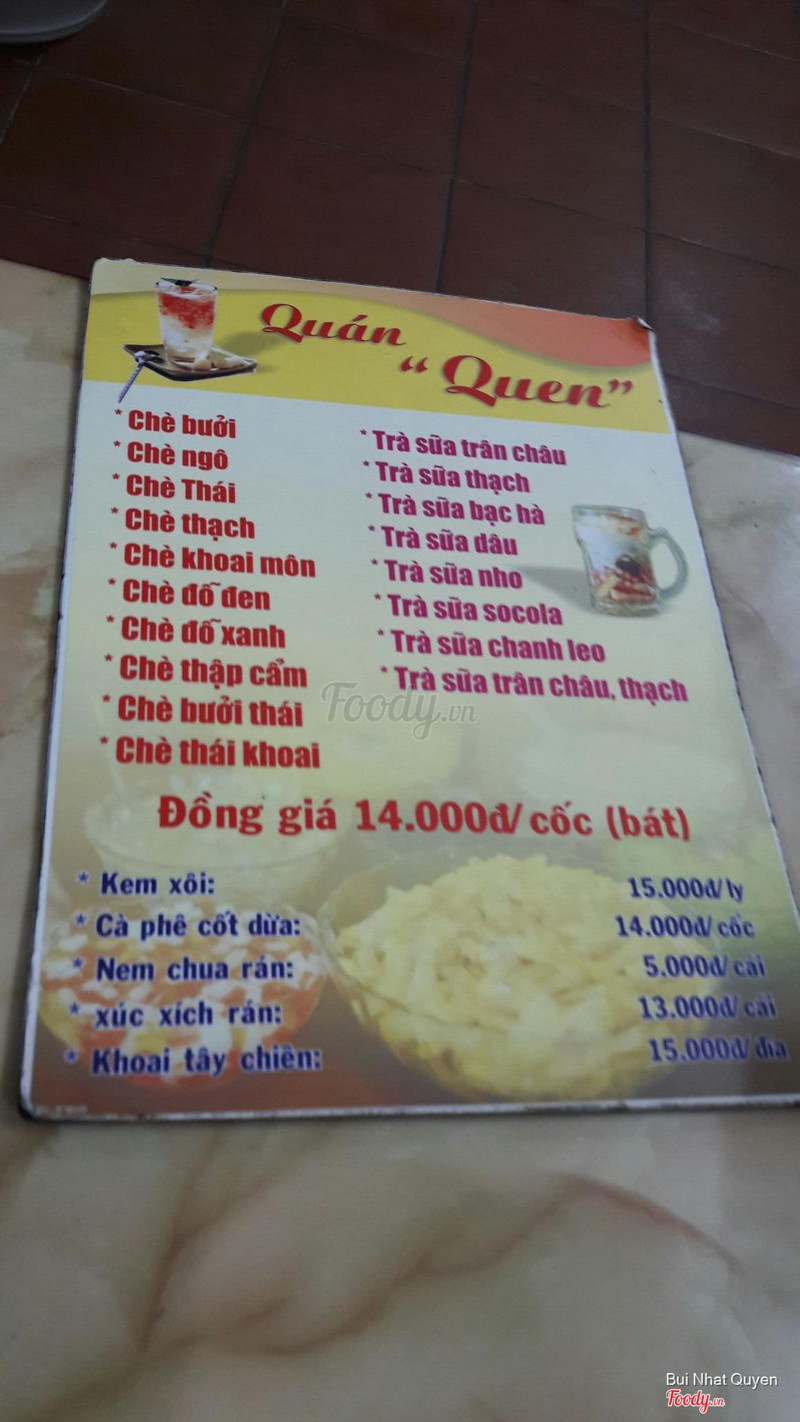 Quán
“Quen”
* Chè bưởi
* Chè ngô
* Chè Thái
* Chè thạch
* Chè khoai môn
* Chè đỗ đen
* Chè đỗ xanh
* Chè thập cẩm
* Chè bưởi thái
* Chè thái khoai
* Trà sữa trân châu
* Trà sữa thạch
* Trà sữa bạc hà
* Trà sữa dâu
* Trà sữa nho
* Trà sữa socola
* Trà sữa chanh leo
* Trà sữa trân châu, thạch
Foody.vn
Đồng giá 14.000đ/ cốc (bát)
* Kem xôi: 15.000đ/ ly
* Cà phê cốt dừa: 14.000đ/ cốc
* Nem chua rán: 5.000đ/ cái
* xúc xích rán: 13.000đ/ cái
* Khoai tây chiên: 15.000đ/ đĩa
Bui Nhat Quyen
Foody.vn